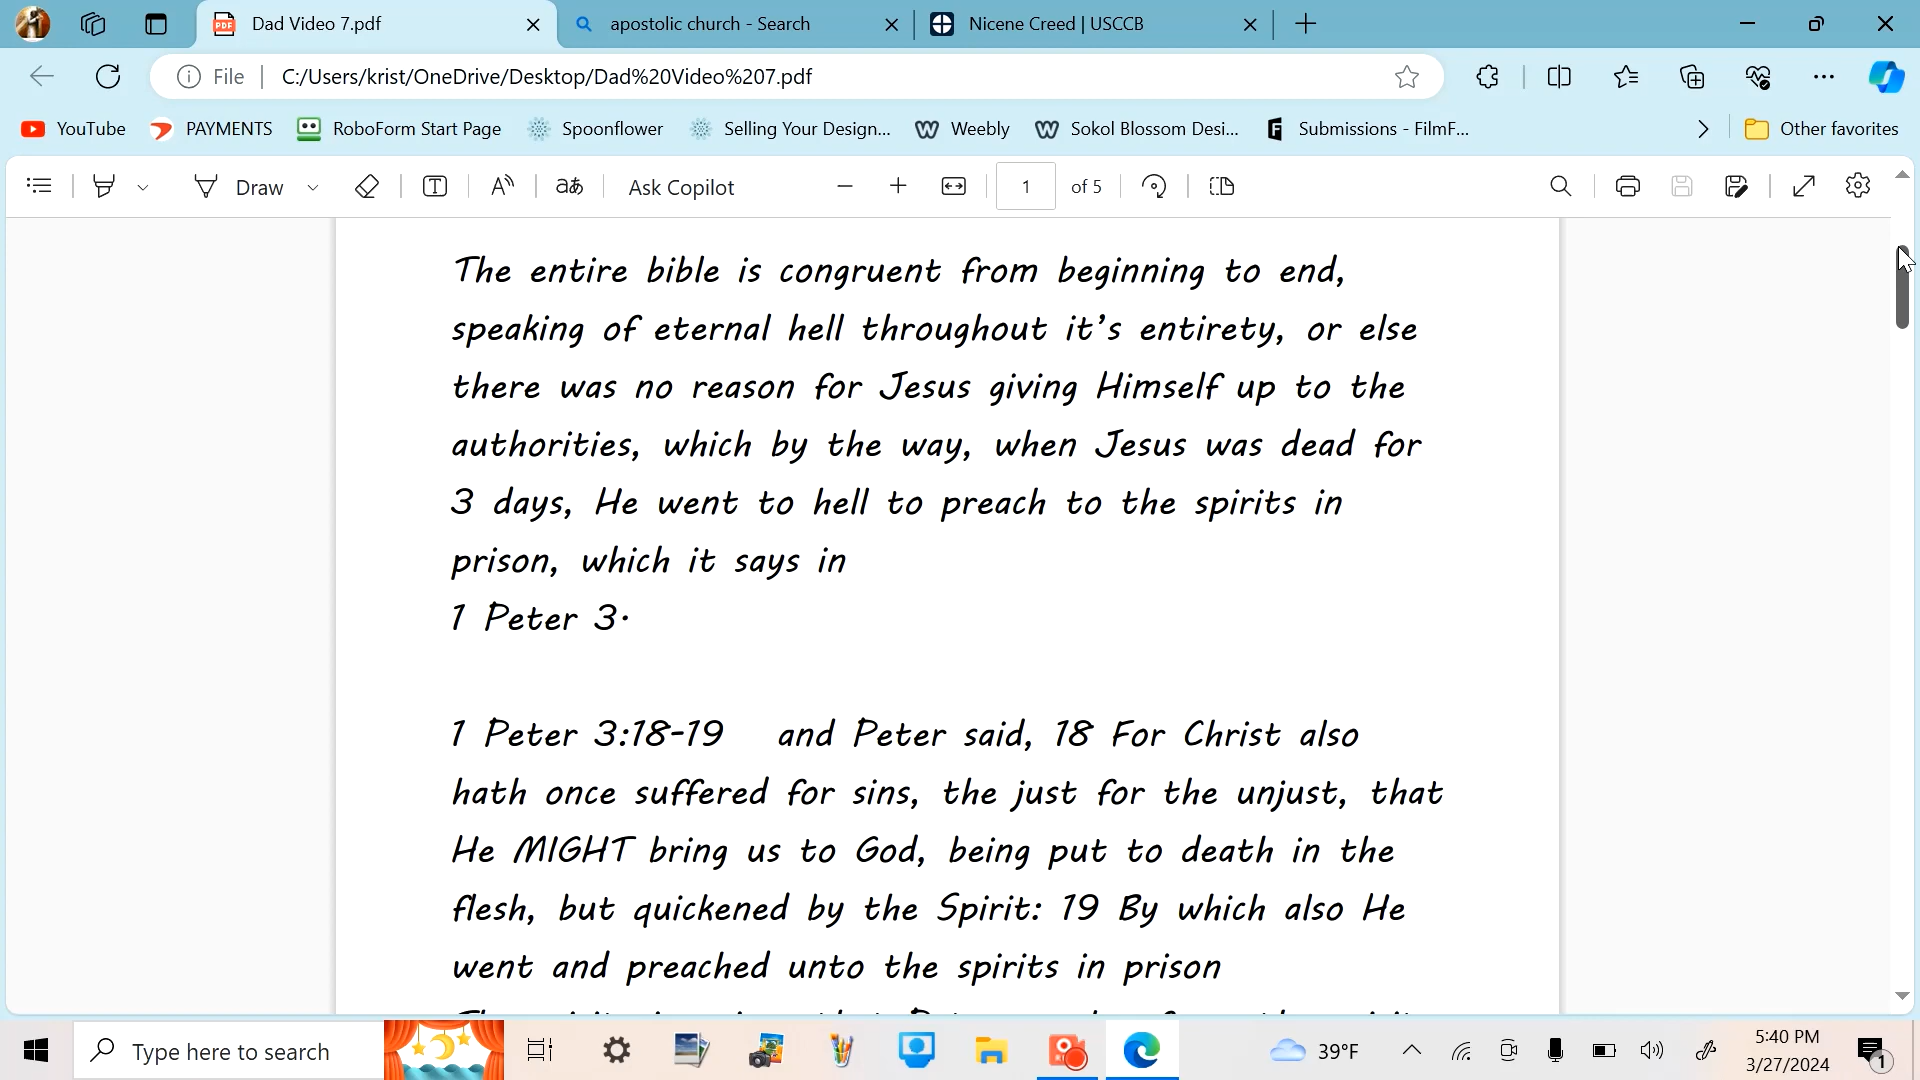 Dad Video 7.pdf
apostolic church - Search
Nicene Creed | USCCB
File
C:/Users/krist/OneDrive/Desktop/Dad%20Video%207.pdf
YouTube
PAYMENTS
RoboForm Start Page
Spoonflower
Selling Your Design...
Weebly
Sokol Blossom Desi...
Submissions - FilmF...
Other favorites
Draw
aあ
Ask Copilot
1
of 5
The entire bible is congruent from beginning to end,
speaking of eternal hell throughout it's entirety, or else
there was no reason for Jesus giving Himself up to the
authorities, which by the way, when Jesus was dead for
3 days, He went to hell to preach to the spirits in
prison, which it says in
1 Peter 3.
1 Peter 3:18-19 and Peter said, 18 For Christ also
hath once suffered for sins, the just for the unjust, that
He MIGHT bring us to God, being put to death in the
flesh, but quickened by the Spirit: 19 By which also He
went and preached unto the spirits in prison
Type here to search
39°F
5:40 PM
3/27/2024
1